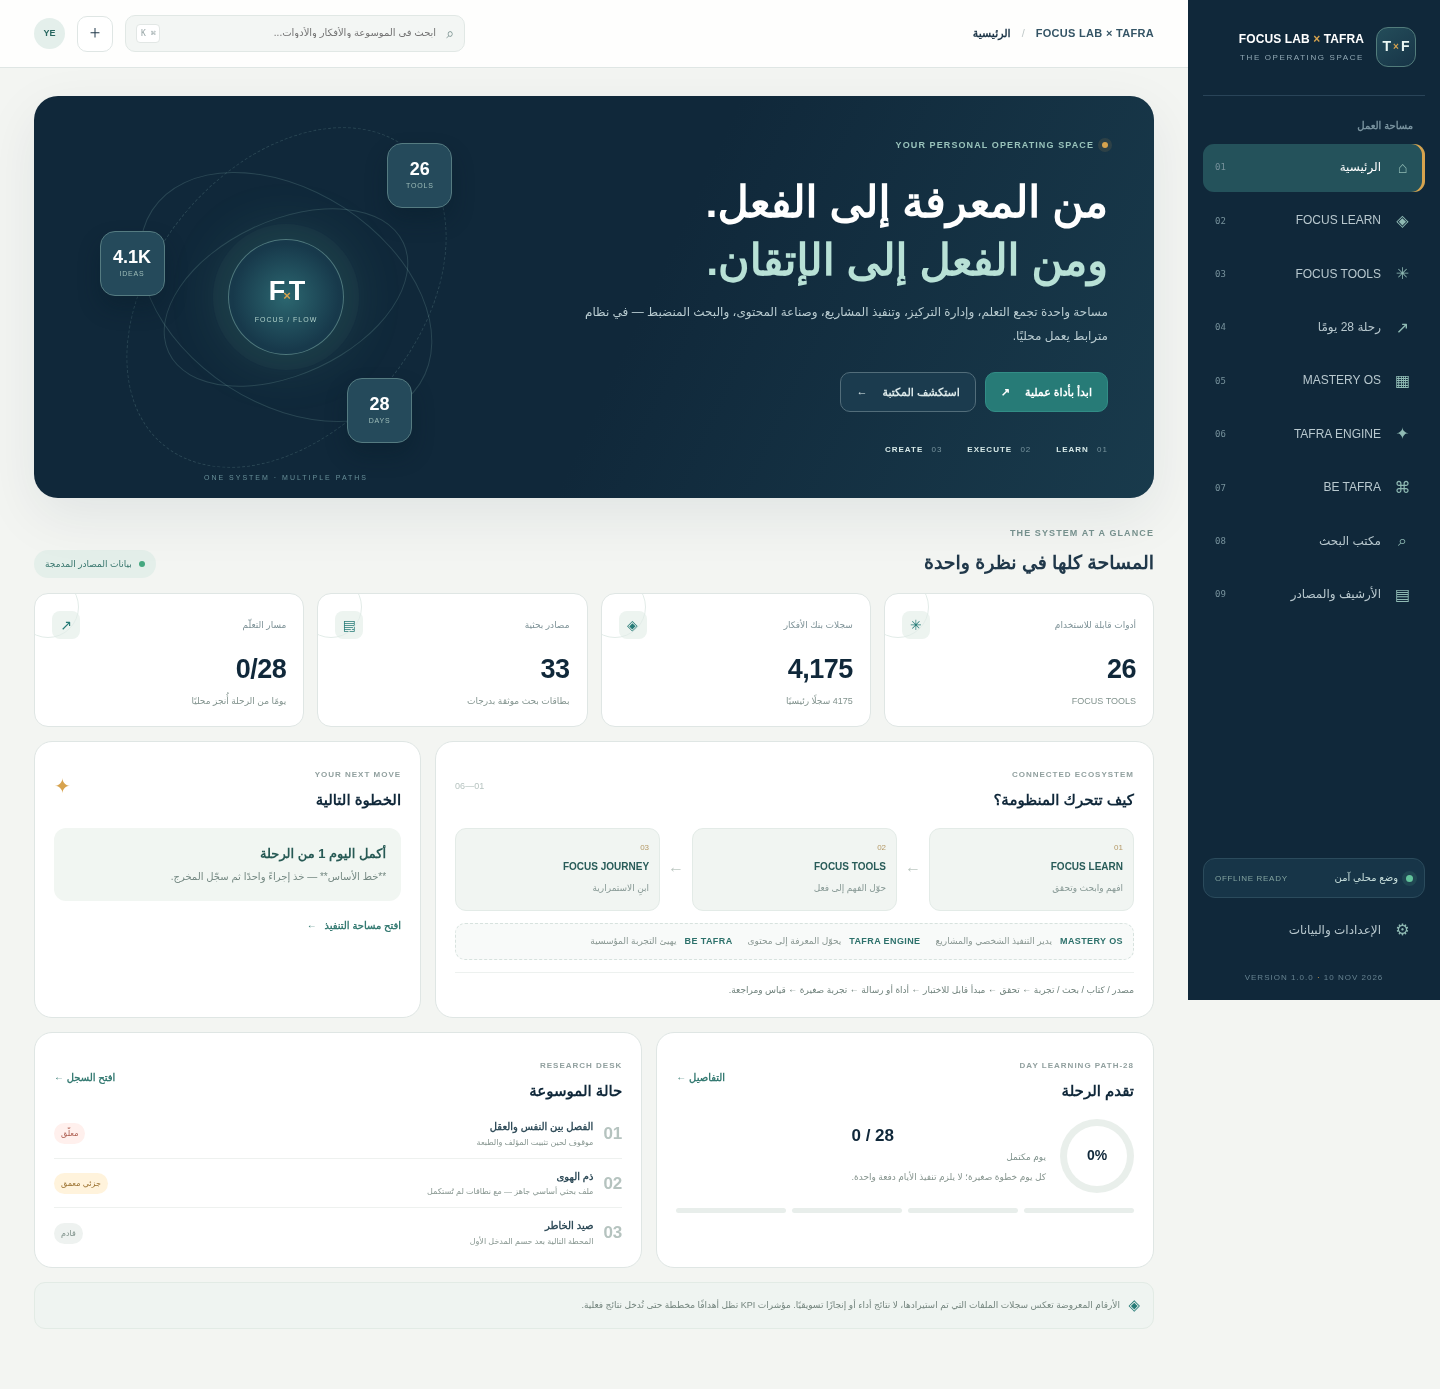 T×F
FOCUS LAB × TAFRA
THE OPERATING SPACE
مساحة العمل
الرئيسية 01
FOCUS LEARN 02
FOCUS TOOLS 03
رحلة 28 يومًا 04
MASTERY OS 05
TAFRA ENGINE 06
BE TAFRA 07
مكتب البحث 08
الأرشيف والمصادر 09
وضع محلي آمن OFFLINE READY
الإعدادات والبيانات
VERSION 1.0.0 · 10 NOV 2026
FOCUS LAB × TAFRA / الرئيسية
ابحث في الموسوعة والأفكار والأدوات...
⌘ K
+
YE
YOUR PERSONAL OPERATING SPACE
من المعرفة إلى الفعل.
ومن الفعل إلى الإتقان.
مساحة واحدة تجمع التعلم، وإدارة التركيز، وتنفيذ المشاريع، وصناعة المحتوى، والبحث المنضبط — في نظام
مترابط يعمل محليًا.
ابدأ بأداة عملية ↗
استكشف المكتبة ←
01 LEARN 02 EXECUTE 03 CREATE
26
TOOLS
4.1K
IDEAS
F×T
FOCUS / FLOW
28
DAYS
ONE SYSTEM · MULTIPLE PATHS
THE SYSTEM AT A GLANCE
المساحة كلها في نظرة واحدة
بيانات المصادر المدمجة
أدوات قابلة للاستخدام
26
FOCUS TOOLS
سجلات بنك الأفكار
4,175
4175 سجلًا رئيسيًا
مصادر بحثية
33
بطاقات بحث موثقة بدرجات
مسار التعلّم
0/28
يومًا من الرحلة أُنجز محليًا
CONNECTED ECOSYSTEM
كيف تتحرك المنظومة؟
01—06
01
FOCUS LEARN
افهم وابحث وتحقق
←
02
FOCUS TOOLS
حوّل الفهم إلى فعل
←
03
FOCUS JOURNEY
ابنِ الاستمرارية
MASTERY OS يدير التنفيذ الشخصي والمشاريع TAFRA ENGINE يحوّل المعرفة إلى محتوى BE TAFRA يهيئ التجربة المؤسسية
مصدر / كتاب / بحث / تجربة ← تحقق ← مبدأ قابل للاختبار ← أداة أو رسالة ← تجربة صغيرة ← قياس ومراجعة.
YOUR NEXT MOVE
الخطوة التالية
أكمل اليوم 1 من الرحلة
**خط الأساس** — خذ إجراءً واحدًا ثم سجّل المخرج.
افتح مساحة التنفيذ ←
28-DAY LEARNING PATH
تقدم الرحلة
التفاصيل ←
0%
0 / 28
يوم مكتمل
كل يوم خطوة صغيرة؛ لا يلزم تنفيذ الأيام دفعة واحدة.
RESEARCH DESK
حالة الموسوعة
افتح السجل ←
01 الفصل بين النفس والعقل
موقوف لحين تثبيت المؤلف والطبعة
معلّق
02 ذم الهوى
ملف بحثي أساسي جاهز — مع نطاقات لم تُستكمل
جزئي معمق
03 صيد الخاطر
المحطة التالية بعد حسم المدخل الأول
قادم
الأرقام المعروضة تعكس سجلات الملفات التي تم استيرادها، لا نتائج أداء أو إنجازًا تسويقيًا. مؤشرات KPI تظل أهدافًا مخططة حتى تُدخل نتائج فعلية.